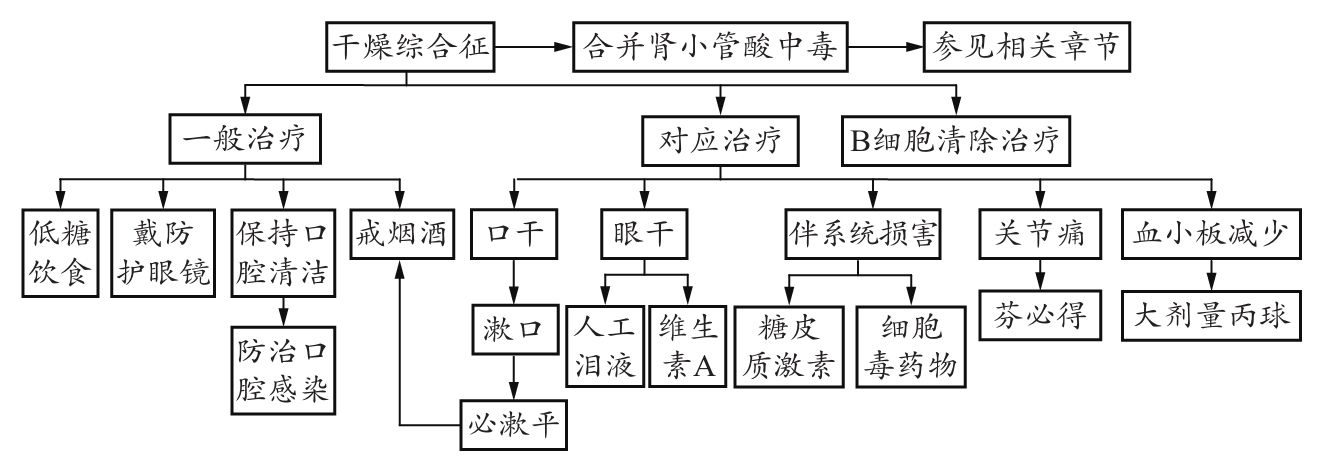 干燥综合征
合并肾小管酸中毒
参见相关章节
一般治疗
对应治疗
B细胞清除治疗
低糖
饮食
戴防
护眼镜
保持口
腔清洁
戒烟酒
口干
眼干
伴系统损害
关节痛
血小板减少
防治口
腔感染
漱口
人工
泪液
维生
素A
糖皮
质激素
细胞
毒药物
芬必得
大剂量丙球
必漱平